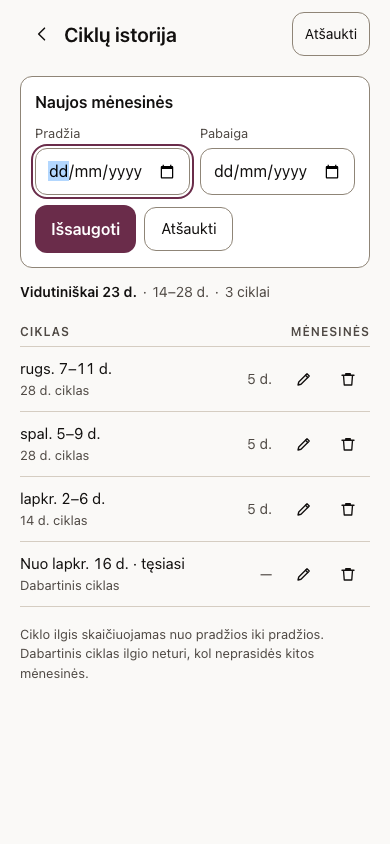 Ciklų istorija
Atšaukti
Naujos mėnesinės
Pradžia
Pabaiga
dd/mm/yyyy
dd/mm/yyyy
Išsaugoti
Atšaukti
Vidutiniškai 23 d. · 14–28 d. · 3 ciklai
CIKLAS
MĖNESINĖS
rugs. 7–11 d.
5 d.
28 d. ciklas
spal. 5–9 d.
5 d.
28 d. ciklas
lapkr. 2–6 d.
5 d.
14 d. ciklas
Nuo lapkr. 16 d. · tęsiasi
—
Dabartinis ciklas
Ciklo ilgis skaičiuojamas nuo pradžios iki pradžios.
Dabartinis ciklas ilgio neturi, kol neprasidės kitos
mėnesinės.